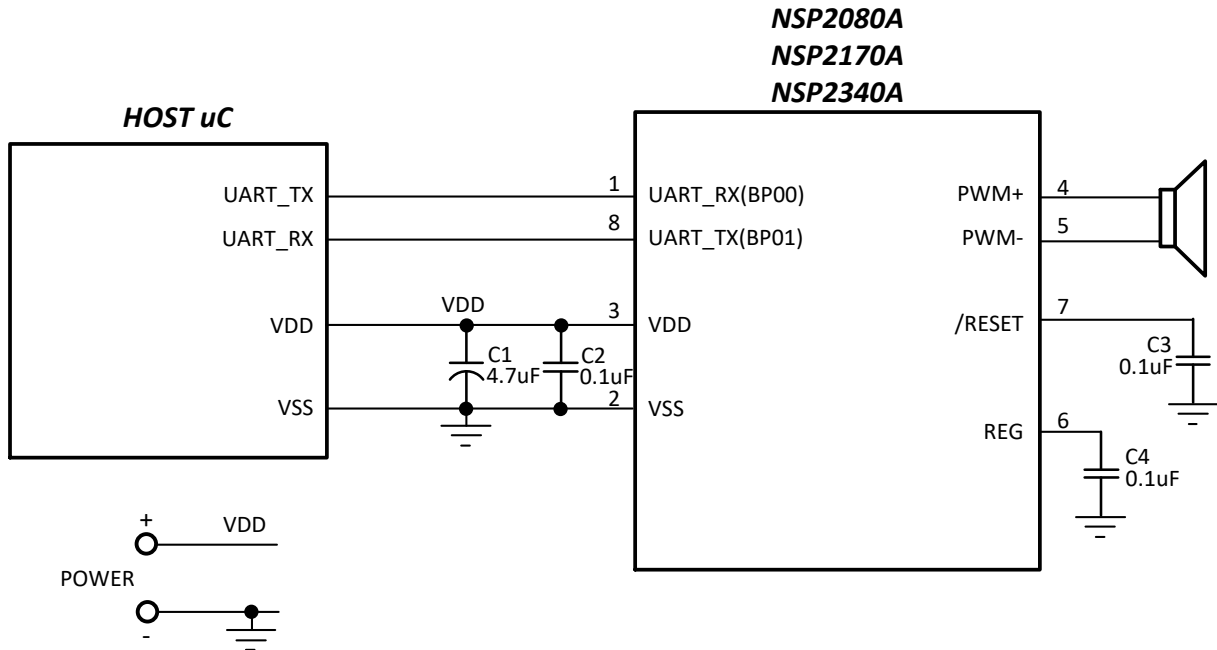 NSP2080A
NSP2170A
NSP2340A
HOST uC
UART_TX
1
UART_RX(BP00)
PWM+
4
UART_RX
8
UART_TX(BP01)
PWM-
5
VDD
VDD
3
VDD
/RESET
7
C1
4.7uF
C2
0.1uF
C3
0.1uF
VSS
2
VSS
REG
6
C4
0.1uF
+
VDD
POWER
-